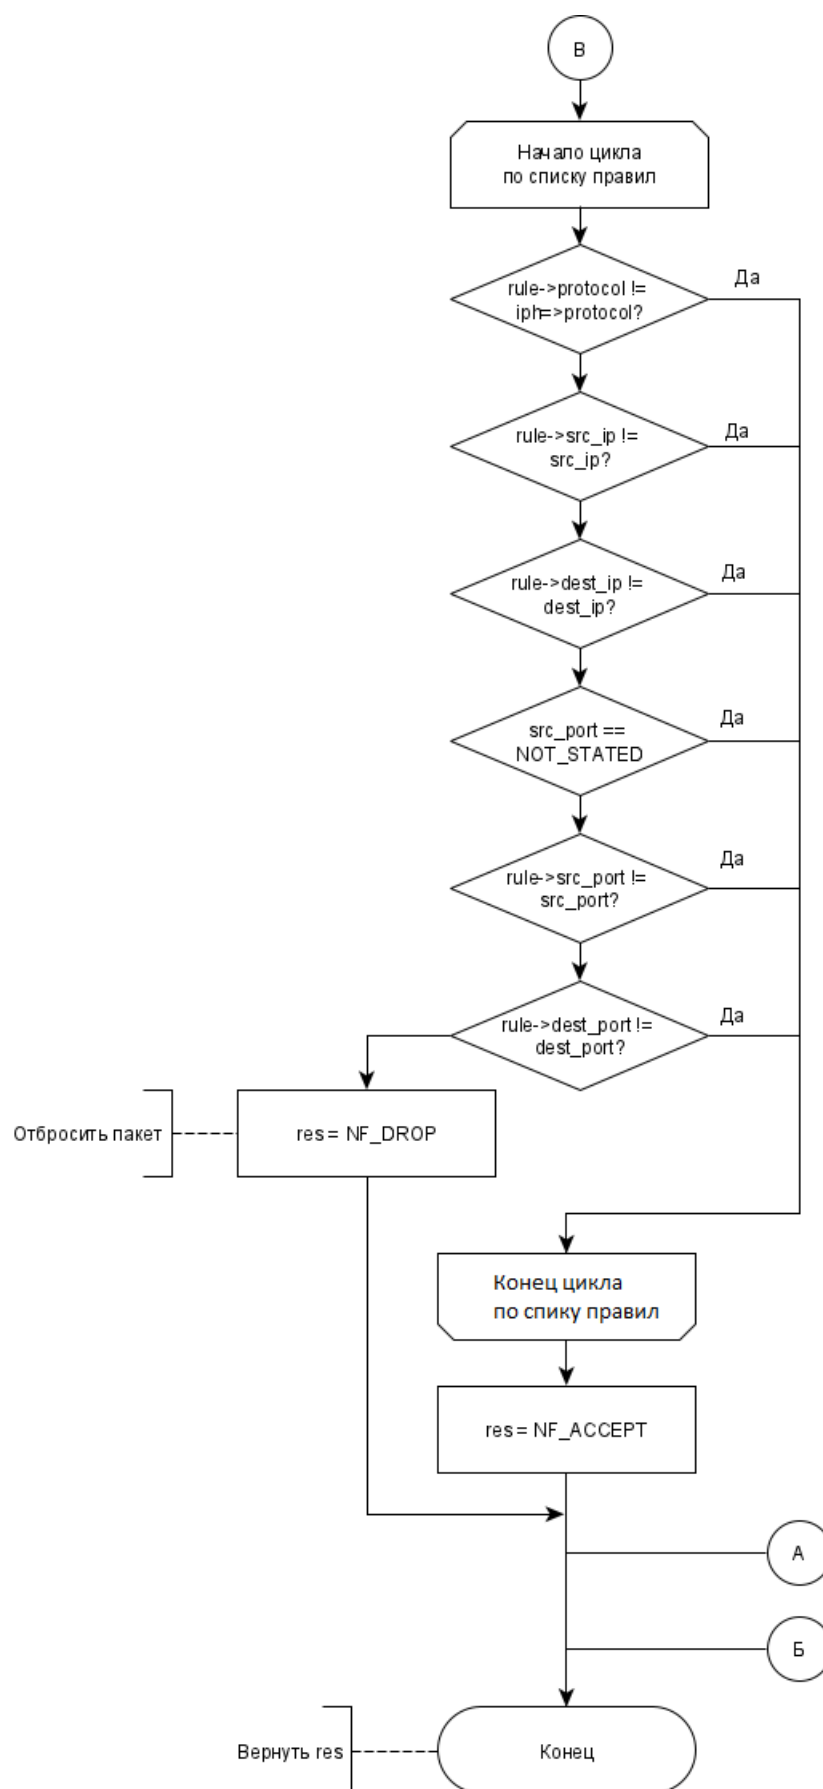 В
Начало цикла
по списку правил
rule->protocol !=
iph=>protocol?
Да
rule->src_ip !=
src_ip?
Да
rule->dest_ip !=
dest_ip?
Да
src_port ==
NOT_STATED
Да
rule->src_port !=
src_port?
Да
rule->dest_port !=
dest_port?
Да
Отбросить пакет
res = NF_DROP
Конец цикла
по спику правил
res = NF_ACCEPT
А
Б
Вернуть res
Конец